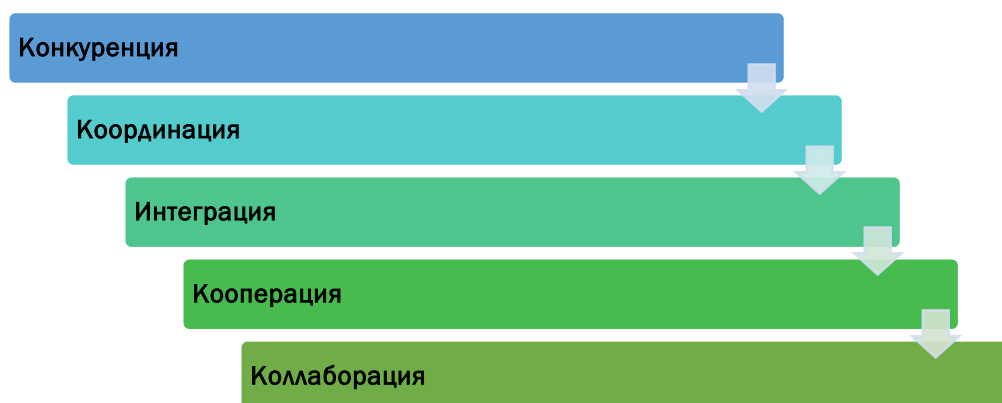 Конкуренция
Координация
Интеграция
Кооперация
Коллаборация